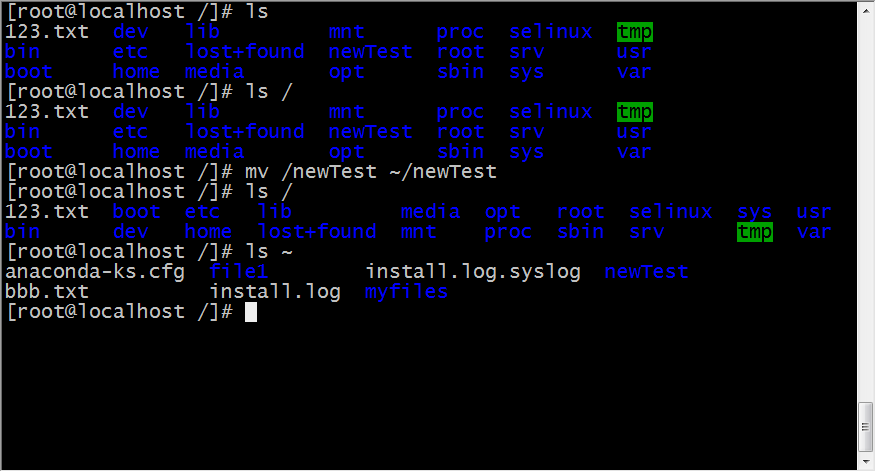 [root@localhost /]# ls
123.txt  dev  lib  mnt  proc  selinux  tmp
bin  etc  lost+found  newTest  root  srv  usr
boot  home  media  opt  sbin  sys  var
[root@localhost /]# ls /
123.txt  dev  lib  mnt  proc  selinux  tmp
bin  etc  lost+found  newTest  root  srv  usr
boot  home  media  opt  sbin  sys  var
[root@localhost /]# mv /newTest ~/newTest
[root@localhost /]# ls /
123.txt  boot  etc  lib  media  opt  root  selinux  sys  usr
bin  dev  home  lost+found  mnt  proc  sbin  srv  tmp  var
[root@localhost /]# ls ~
anaconda-ks.cfg  file1  install.log.syslog  newTest
bbb.txt  install.log  myfiles
[root@localhost /]#